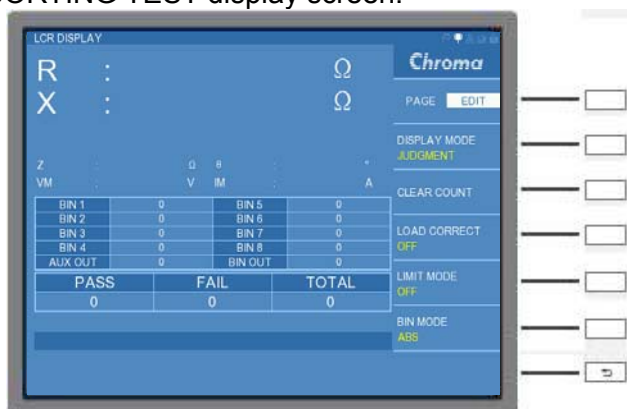 SORTING TEST display screen.
LCR DISPLAY
Chroma
R : Ω
X : Ω
PAGE EDIT
DISPLAY MODE
JUDGMENT
Z : Ω θ : °
VM : V IM : A
CLEAR COUNT
BIN 1 0 BIN 5 0
BIN 2 0 BIN 6 0
BIN 3 0 BIN 7 0
BIN 4 0 BIN 8 0
AUX OUT 0 BIN OUT 0
LOAD CORRECT
OFF
PASS FAIL TOTAL
0 0 0
LIMIT MODE
OFF
BIN MODE
ABS